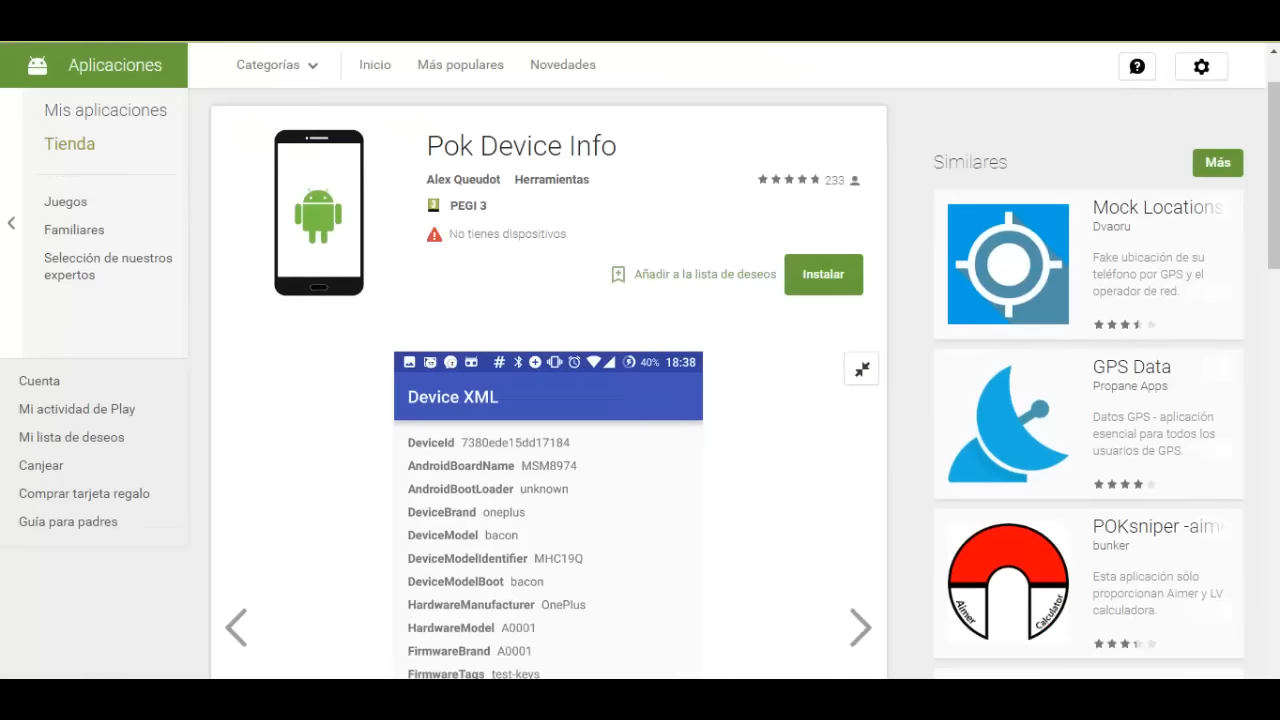 Aplicaciones
Categorías
Inicio
Más populares
Novedades
Mis aplicaciones
Tienda
Juegos
Familiares
Selección de nuestros
expertos
Cuenta
Mi actividad de Play
Mi lista de deseos
Canjear
Comprar tarjeta regalo
Guía para padres
Pok Device Info
Alex Queudot Herramientas
233
3 PEGI 3
No tienes dispositivos
Añadir a la lista de deseos
Instalar
40% 18:38
Device XML
DeviceId 7380ede15dd17184
AndroidBoardName MSM8974
AndroidBootLoader unknown
DeviceBrand oneplus
DeviceModel bacon
DeviceModelIdentifier MHC19Q
DeviceModelBoot bacon
HardwareManufacturer OnePlus
HardwareModel A0001
FirmwareBrand A0001
FirmwareTags test-keys
Similares
Más
Mock Locations
Dvaoru
Fake ubicación de su
teléfono por GPS y el
operador de red.
GPS Data
Propane Apps
Datos GPS - aplicación
esencial para todos los
usuarios de GPS.
Aimer
Calculator
POKsniper -aim
bunker
Esta aplicación sólo
proporcionan Aimer y LV
calculadora.